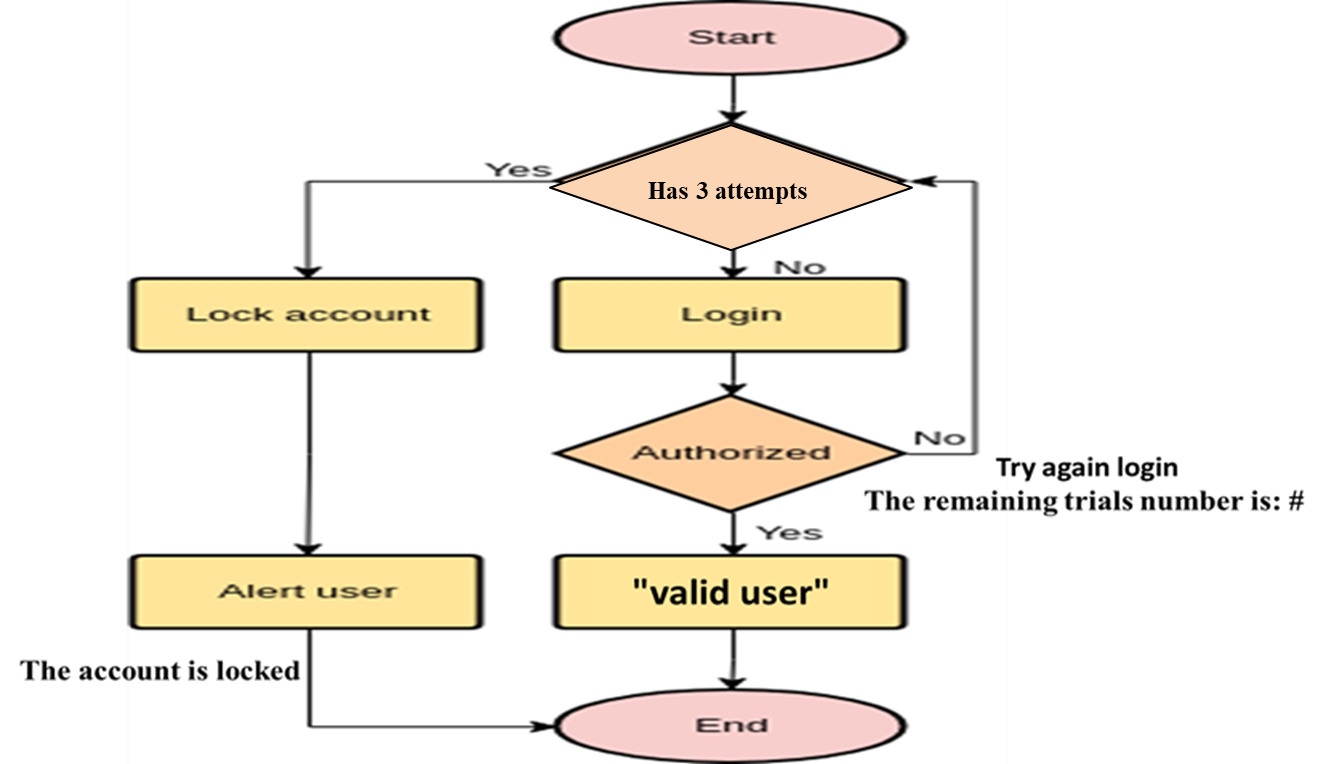 Start
Yes
Has 3 attempts
No
Lock account
Login
Authorized
No
Try again login
The remaining trials number is: #
Yes
Alert user
"valid user"
The account is locked
End